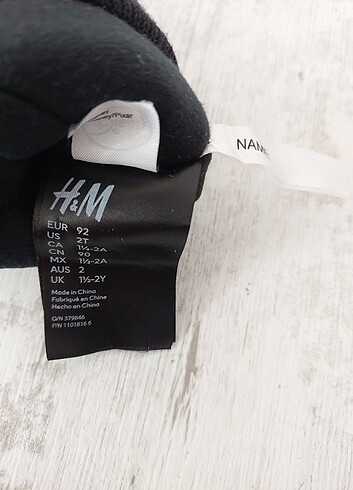 NAM
H&M
EUR 92
US 2T
CA 1½-2A
CN 90
MX 1½-2A
AUS 2
UK 1½-2Y
Made in China
Fabriqué en Chine
Hecho en China
O/N 379846
P/N 1101816 6